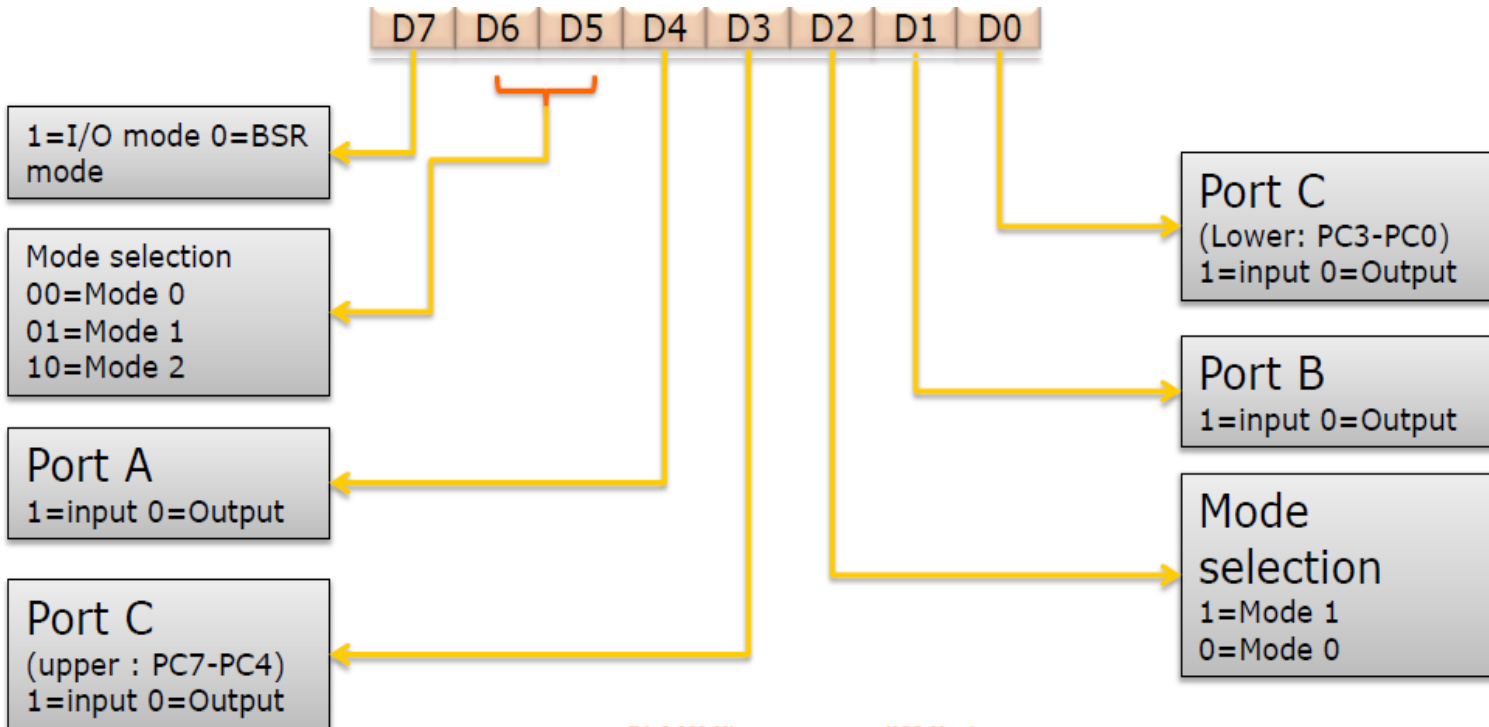 D7 D6 D5 D4 D3 D2 D1 D0
1=I/O mode 0=BSR
mode
Mode selection
00=Mode 0
01=Mode 1
10=Mode 2
Port A
1=input 0=Output
Port C
(upper : PC7-PC4)
1=input 0=Output
Port C
(Lower: PC3-PC0)
1=input 0=Output
Port B
1=input 0=Output
Mode
selection
1=Mode 1
0=Mode 0